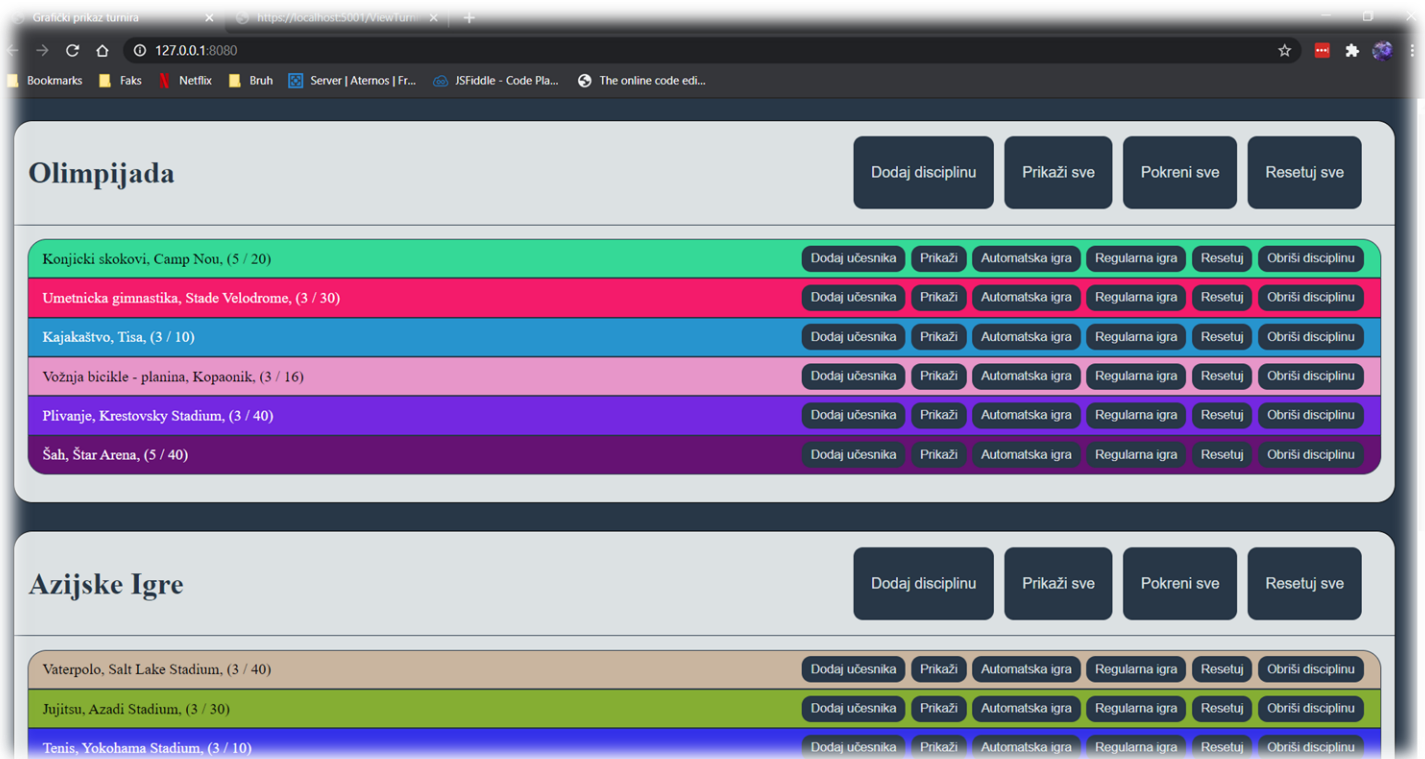 Grafički prikaz turnira https://localhost:5001/ViewTurn
127.0.0.1:8080
Bookmarks Faks Netflix Bruh Server | Aternos | Fr... JSFiddle - Code Pla... The online code edi...
Olimpijada Dodaj disciplinu Prikaži sve Pokreni sve Resetuj sve
Konjicki skokovi, Camp Nou, (5 / 20) Dodaj učesnika Prikaži Automatska igra Regularna igra Resetuj Obriši disciplinu
Umetnicka gimnastika, Stade Velodrome, (3 / 30) Dodaj učesnika Prikaži Automatska igra Regularna igra Resetuj Obriši disciplinu
Kajakaštvo, Tisa, (3 / 10) Dodaj učesnika Prikaži Automatska igra Regularna igra Resetuj Obriši disciplinu
Vožnja bicikle - planina, Kopaonik, (3 / 16) Dodaj učesnika Prikaži Automatska igra Regularna igra Resetuj Obriši disciplinu
Plivanje, Krestovsky Stadium, (3 / 40) Dodaj učesnika Prikaži Automatska igra Regularna igra Resetuj Obriši disciplinu
Šah, Štar Arena, (5 / 40) Dodaj učesnika Prikaži Automatska igra Regularna igra Resetuj Obriši disciplinu
Azijske Igre Dodaj disciplinu Prikaži sve Pokreni sve Resetuj sve
Vaterpolo, Salt Lake Stadium, (3 / 40) Dodaj učesnika Prikaži Automatska igra Regularna igra Resetuj Obriši disciplinu
Jujitsu, Azadi Stadium, (3 / 30) Dodaj učesnika Prikaži Automatska igra Regularna igra Resetuj Obriši disciplinu
Tenis, Yokohama Stadium, (3 / 10) Dodaj učesnika Prikaži Automatska igra Regularna igra Resetuj Obriši disciplinu